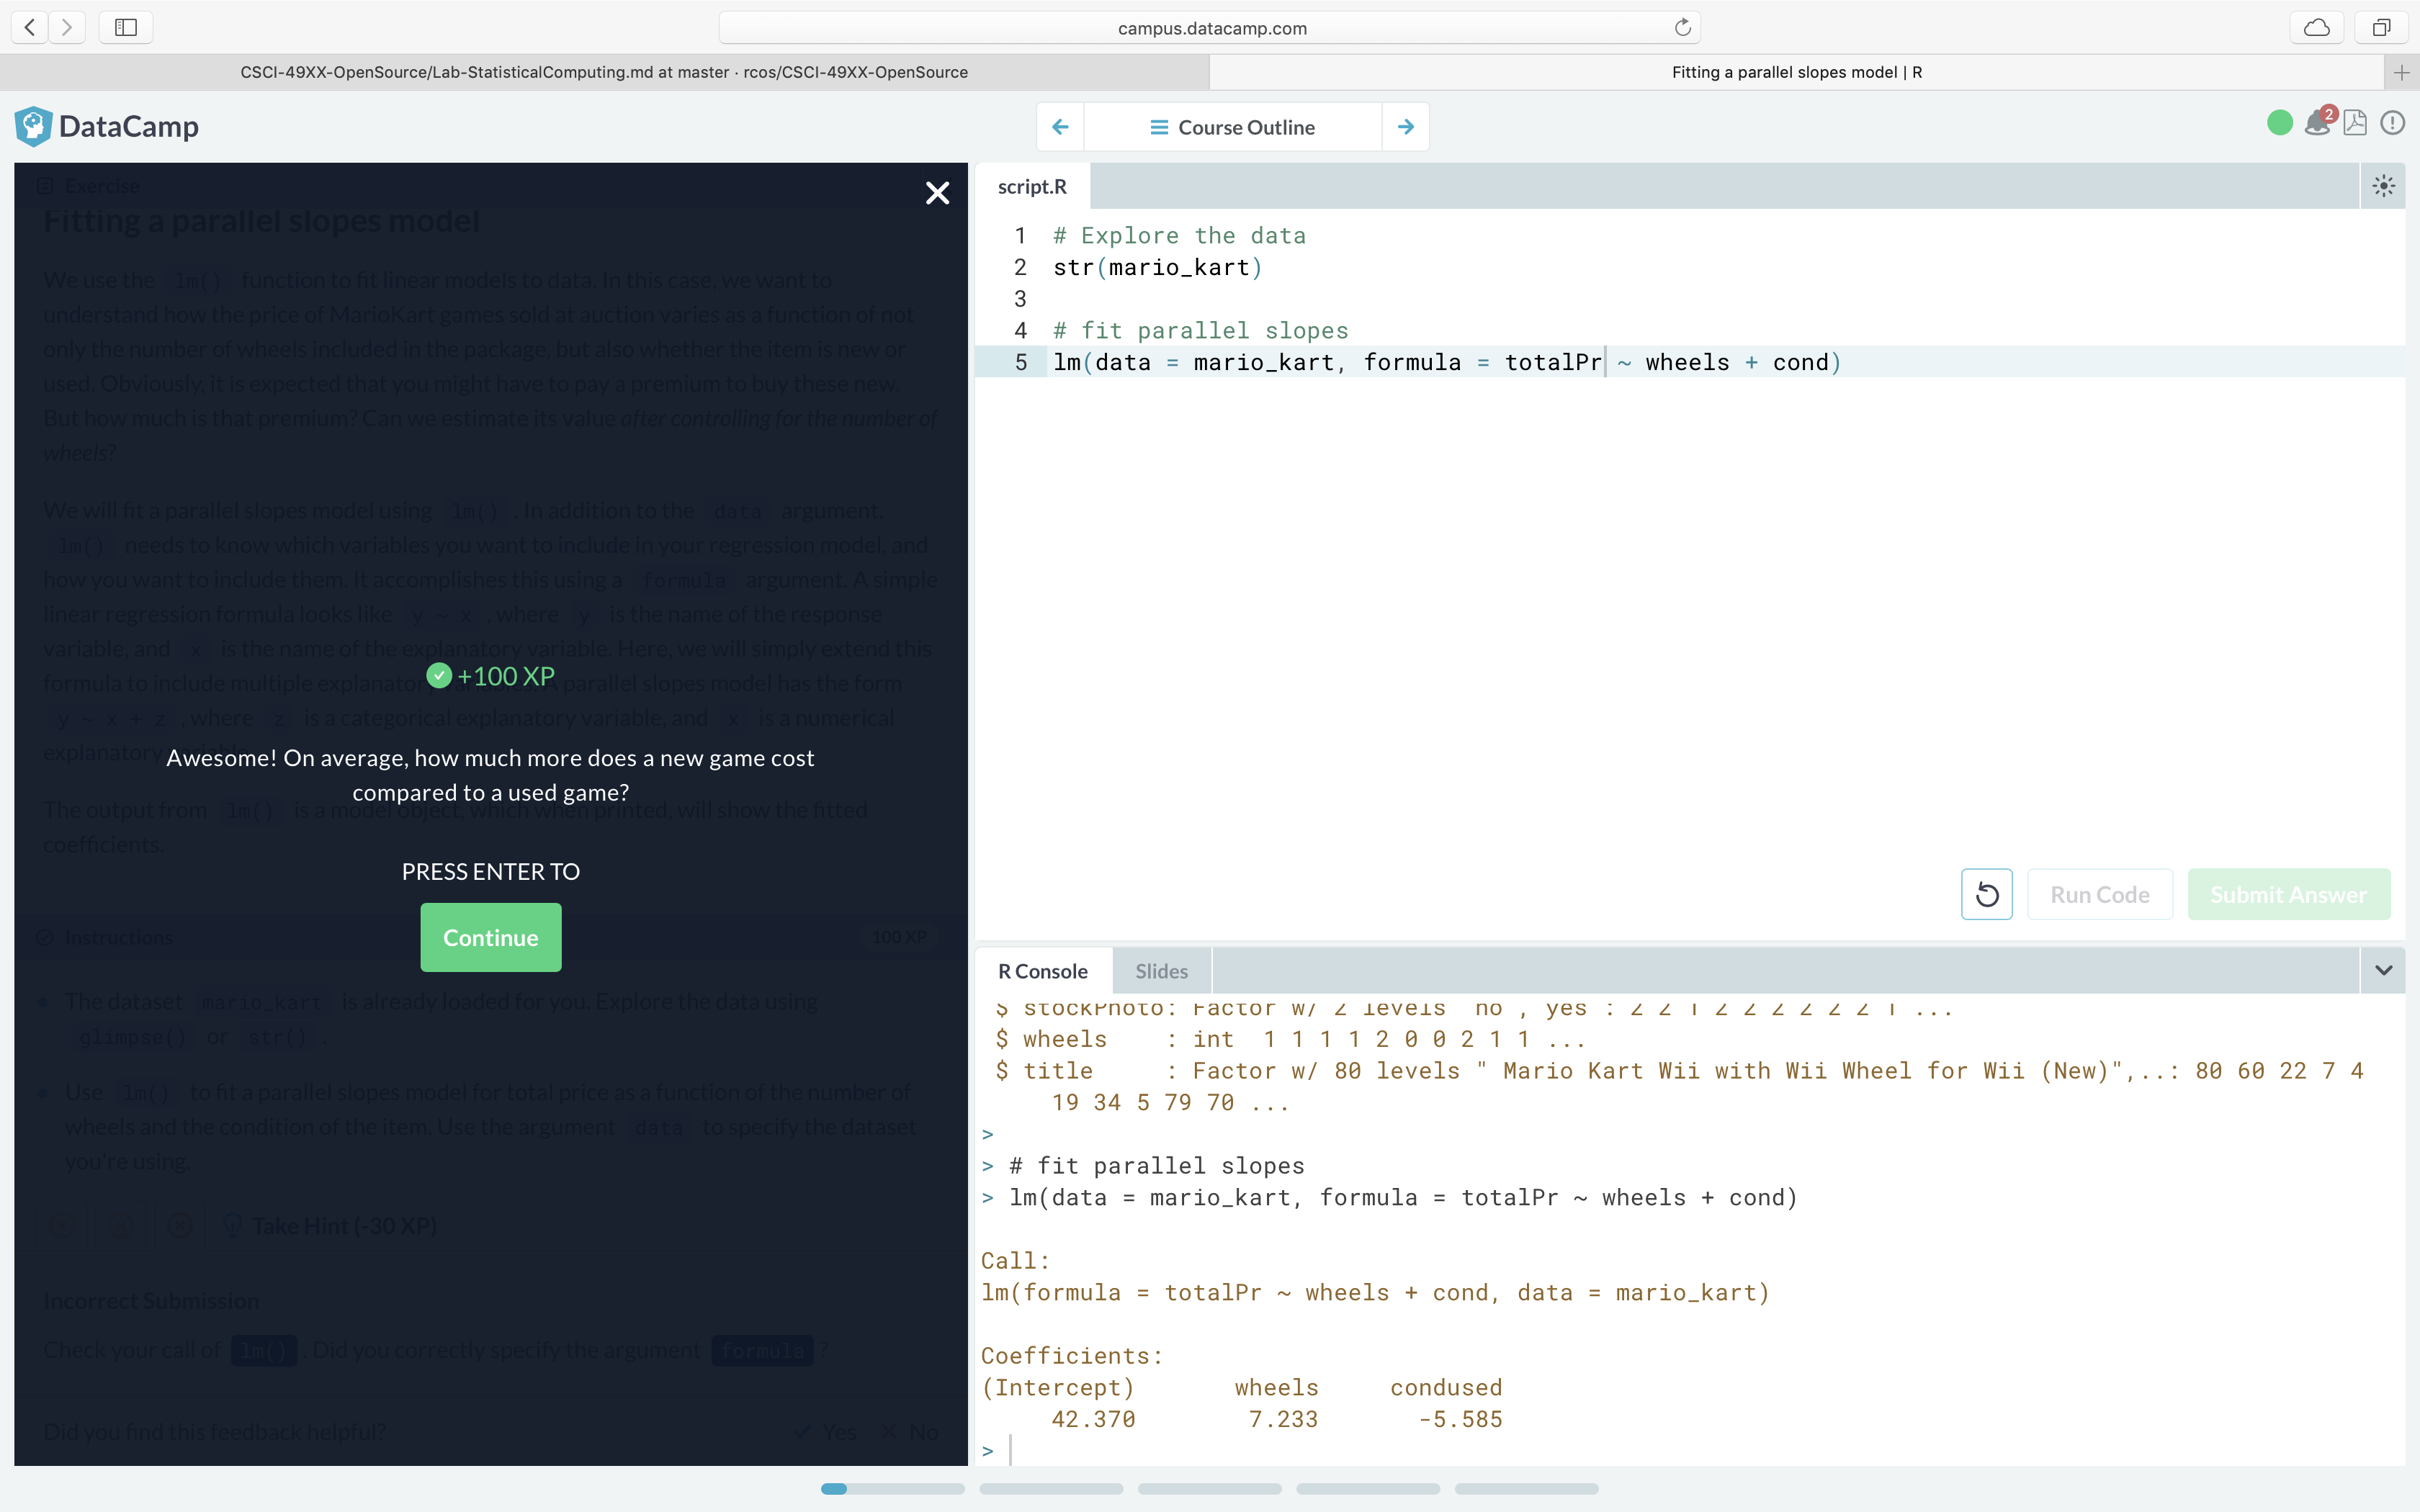 campus.datacamp.com
CSCI-49XX-OpenSource/Lab-StatisticalComputing.md at master · rcos/CSCI-49XX-OpenSource
Fitting a parallel slopes model | R
DataCamp
Course Outline
2
Exercise
Fitting a parallel slopes model
We use the lm() function to fit linear models to data. In this case, we want to
understand how the price of MarioKart games sold at auction varies as a function of not
only the number of wheels included in the package, but also whether the item is new or
used. Obviously, it is expected that you might have to pay a premium to buy these new.
But how much is that premium? Can we estimate its value after controlling for the number of
wheels?
We will fit a parallel slopes model using lm() . In addition to the data argument,
lm() needs to know which variables you want to include in your regression model, and
how you want to include them. It accomplishes this using a formula argument. A simple
linear regression formula looks like y ~ x , where y is the name of the response
variable, and x is the name of the explanatory variable. Here, we will simply extend this
formula to include multiple explanatory parallel slopes model has the form
y ~ x + z , where z is a categorical explanatory variable, and x is a numerical
explanatory
The output from lm() is a model object, which when printed, will show the fitted
coefficients.
+100 XP
Awesome! On average, how much more does a new game cost
compared to a used game?
PRESS ENTER TO
Continue
Instructions
100 XP
The dataset mario_kart is already loaded for you. Explore the data using
glimpse() or str() .
Use lm() to fit a parallel slopes model for total price as a function of the number of
wheels and the condition of the item. Use the argument data to specify the dataset
you're using.
Take Hint (-30 XP)
Incorrect Submission
Check your call of lm() . Did you correctly specify the argument formula ?
Did you find this feedback helpful?
Yes
No
script.R
1 # Explore the data
2 str(mario_kart)
3
4 # fit parallel slopes
5 lm(data = mario_kart, formula = totalPr ~ wheels + cond)
Run Code
Submit Answer
R Console
Slides
$ stockPhoto: Factor w/ 2 levels "no","yes": 2 2 1 2 2 2 2 2 2 1 ...
$ wheels : int 1 1 1 1 2 0 0 2 1 1 ...
$ title : Factor w/ 80 levels " Mario Kart Wii with Wii Wheel for Wii (New)",..: 80 60 22 7 4
19 34 5 79 70 ...
>
> # fit parallel slopes
> lm(data = mario_kart, formula = totalPr ~ wheels + cond)
Call:
lm(formula = totalPr ~ wheels + cond, data = mario_kart)
Coefficients:
(Intercept) wheels condused
42.370 7.233 -5.585
>